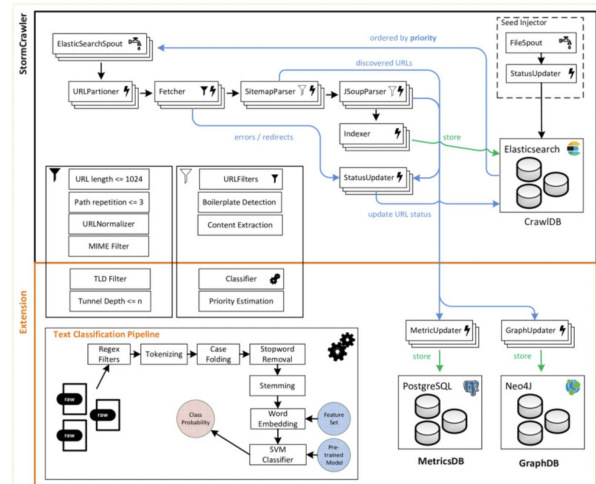 StormCrawler
Seed Injector
ElasticSearchSpout
ordered by priority
FileSpout
discovered URLs
StatusUpdater
URLPartioner
Fetcher
SitemapParser
JSoupParser
Indexer
store
errors / redirects
Elasticsearch
StatusUpdater
URL length <= 1024
URLFilters
Path repetition <= 3
Boilerplate Detection
update URL status
CrawlDB
URLNormalizer
Content Extraction
MIME Filter
Extension
TLD Filter
Classifier
Tunnel Depth <= n
Priority Estimation
Text Classification Pipeline
MetricUpdater
GraphUpdater
Regex
Filters
Tokenizing
Case
Folding
Stopword
Removal
store
store
Stemming
PostgreSQL
Neo4J
raw
raw
raw
Class
Probability
Word
Embedding
Feature
Set
SVM
Classifier
Pre-
trained
Model
MetricsDB
GraphDB